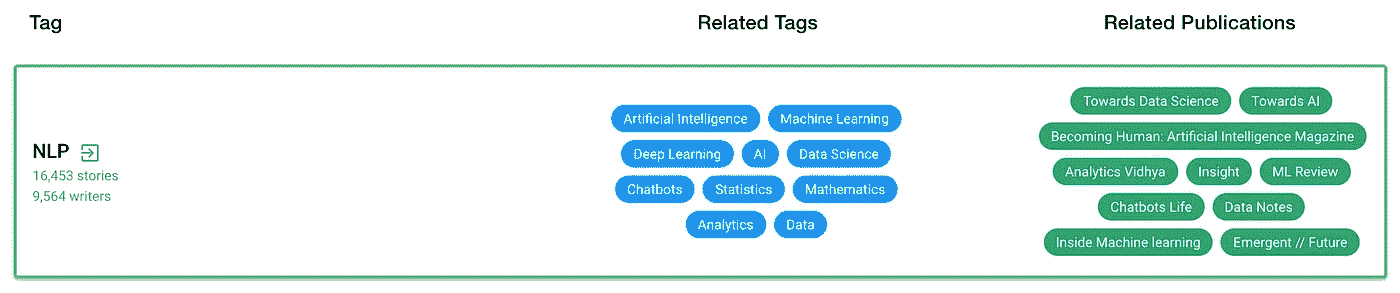 Tag
Related Tags
Related Publications
NLP
16,453 stories
9,564 writers
Artificial Intelligence Machine Learning
Deep Learning AI Data Science
Chatbots Statistics Mathematics
Analytics Data
Towards Data Science Towards AI
Becoming Human: Artificial Intelligence Magazine
Analytics Vidhya Insight ML Review
Chatbots Life Data Notes
Inside Machine learning Emergent // Future